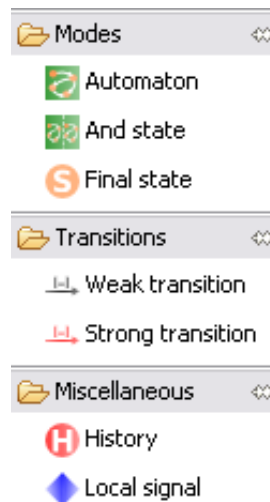 Modes
Automaton
And state
S Final state
Transitions
Weak transition
Strong transition
Miscellaneous
H History
Local signal